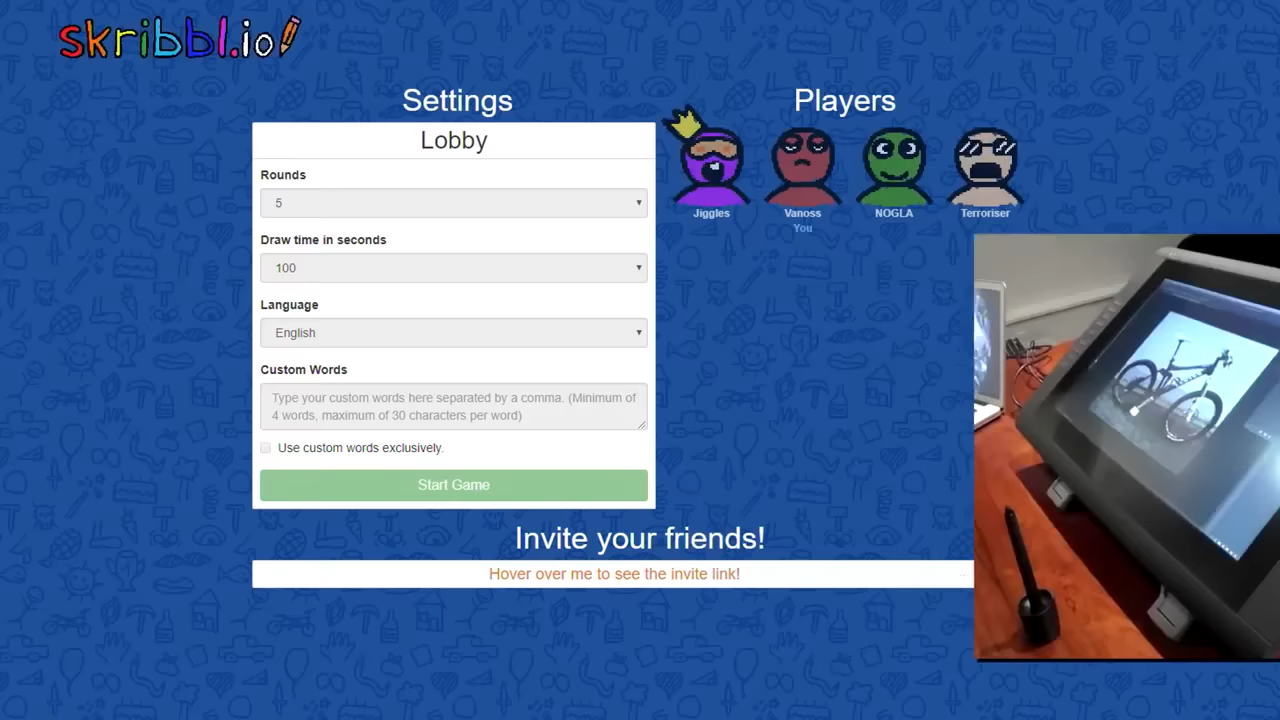 skribbl.io
Settings
Players
Lobby
Rounds
5
Draw time in seconds
100
Language
English
Custom Words
Type your custom words here separated by a comma. (Minimum of
4 words, maximum of 30 characters per word)
Use custom words exclusively.
Start Game
Jiggles
Vanoss
NOGLA
Terroriser
You
Invite your friends!
Hover over me to see the invite link!